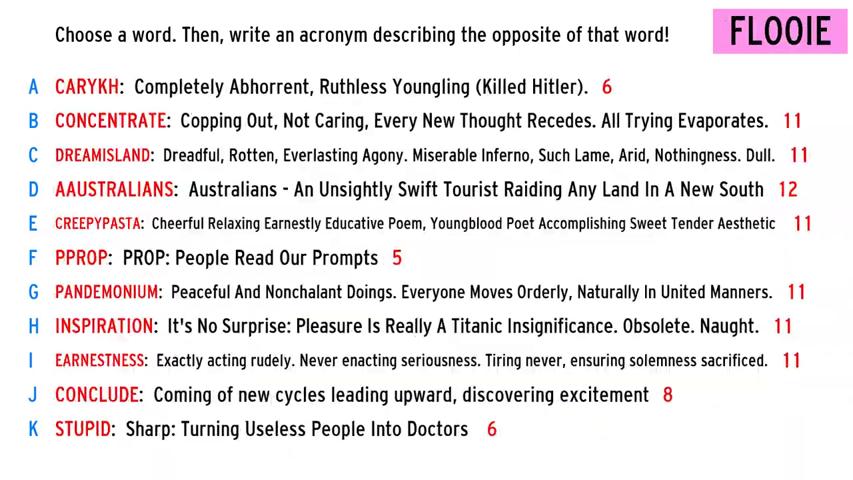 Choose a word. Then, write an acronym describing the opposite of that word!
FLOOIE
A CARYKH: Completely Abhorrent, Ruthless Youngling (Killed Hitler). 6
B CONCENTRATE: Copping Out, Not Caring, Every New Thought Recedes. All Trying Evaporates. 11
C DREAMISLAND: Dreadful, Rotten, Everlasting Agony. Miserable Inferno, Such Lame, Arid, Nothingness. Dull. 11
D AAUSTRALIANS: Australians - An Unsightly Swift Tourist Raiding Any Land In A New South 12
E CREEPYPASTA: Cheerful Relaxing Earnestly Educative Poem, Youngblood Poet Accomplishing Sweet Tender Aesthetic 11
F PPROP: PROP: People Read Our Prompts 5
G PANDEMONIUM: Peaceful And Nonchalant Doings. Everyone Moves Orderly, Naturally In United Manners. 11
H INSPIRATION: It's No Surprise: Pleasure Is Really A Titanic Insignificance. Obsolete. Naught. 11
I EARNESTNESS: Exactly acting rudely. Never enacting seriousness. Tiring never, ensuring solemness sacrificed. 11
J CONCLUDE: Coming of new cycles leading upward, discovering excitement 8
K STUPID: Sharp: Turning Useless People Into Doctors 6